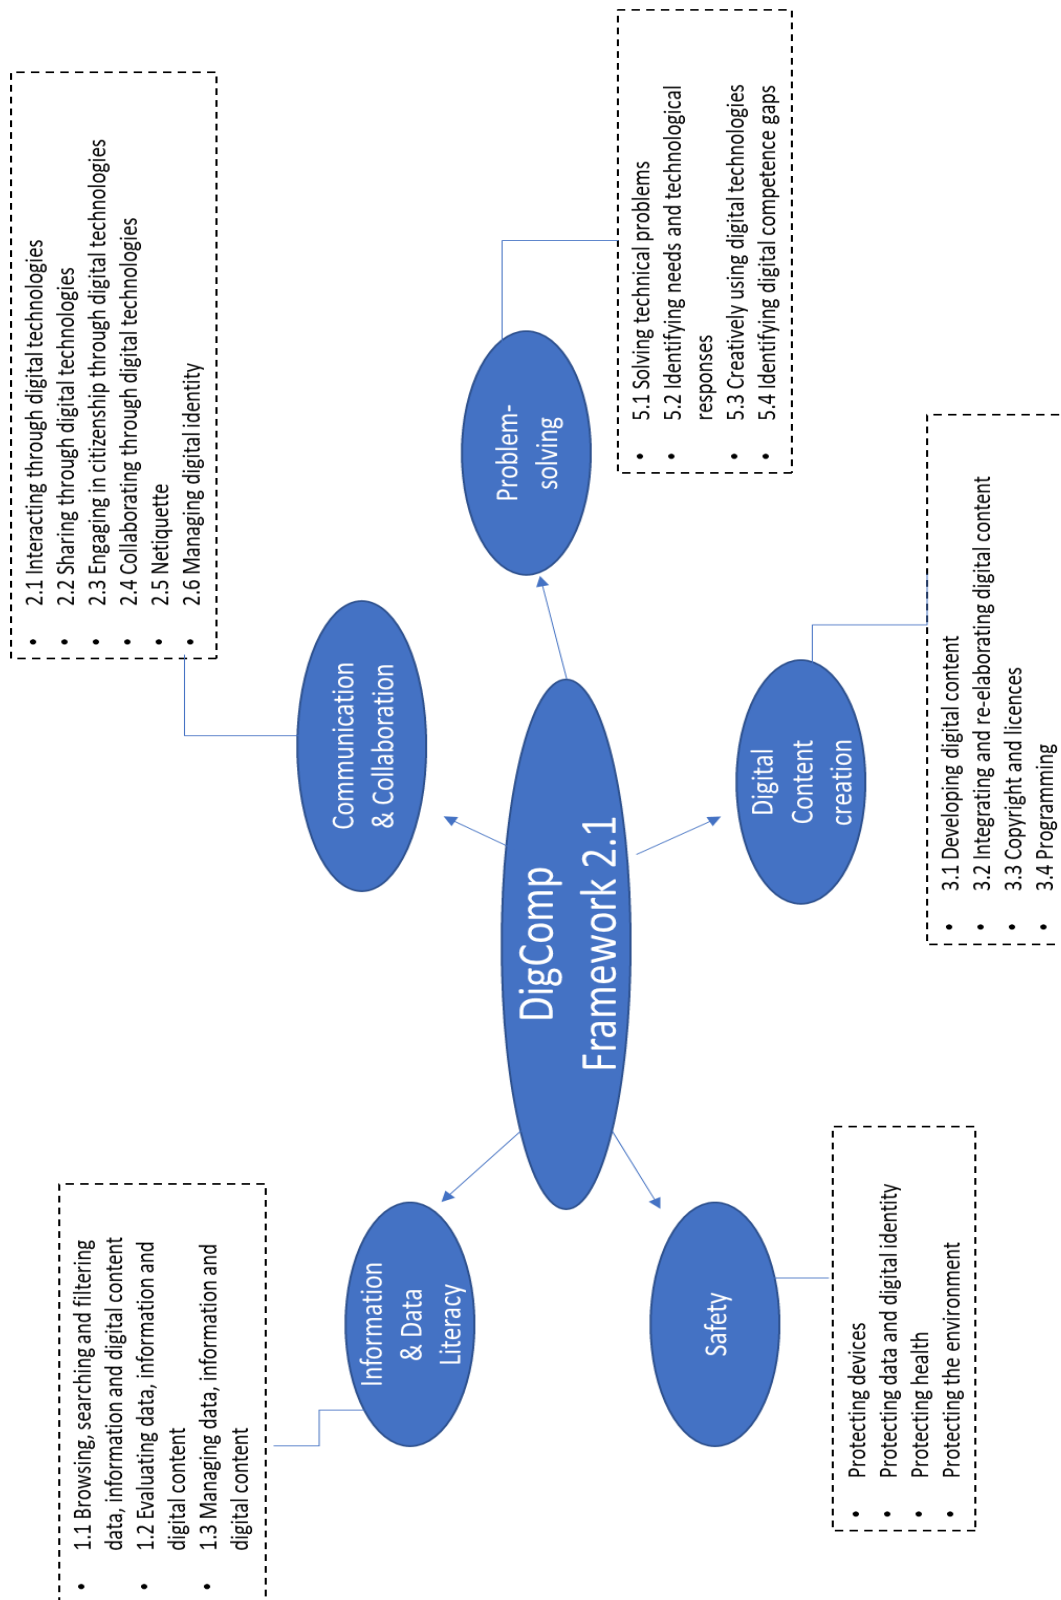 • 1.1 Browsing, searching and filtering
data, information and digital content
• 1.2 Evaluating data, information and
digital content
• 1.3 Managing data, information and
digital content
• 2.1 Interacting through digital technologies
• 2.2 Sharing through digital technologies
• 2.3 Engaging in citizenship through digital technologies
• 2.4 Collaborating through digital technologies
• 2.5 Netiquette
• 2.6 Managing digital identity
Information
& Data
Literacy
Communication
& Collaboration
DigComp
Framework 2.1
Problem-
solving
• 5.1 Solving technical problems
• 5.2 Identifying needs and technological
responses
• 5.3 Creatively using digital technologies
• 5.4 Identifying digital competence gaps
Safety
Digital
Content
creation
• Protecting devices
• Protecting data and digital identity
• Protecting health
• Protecting the environment
• 3.1 Developing digital content
• 3.2 Integrating and re-elaborating digital content
• 3.3 Copyright and licences
• 3.4 Programming